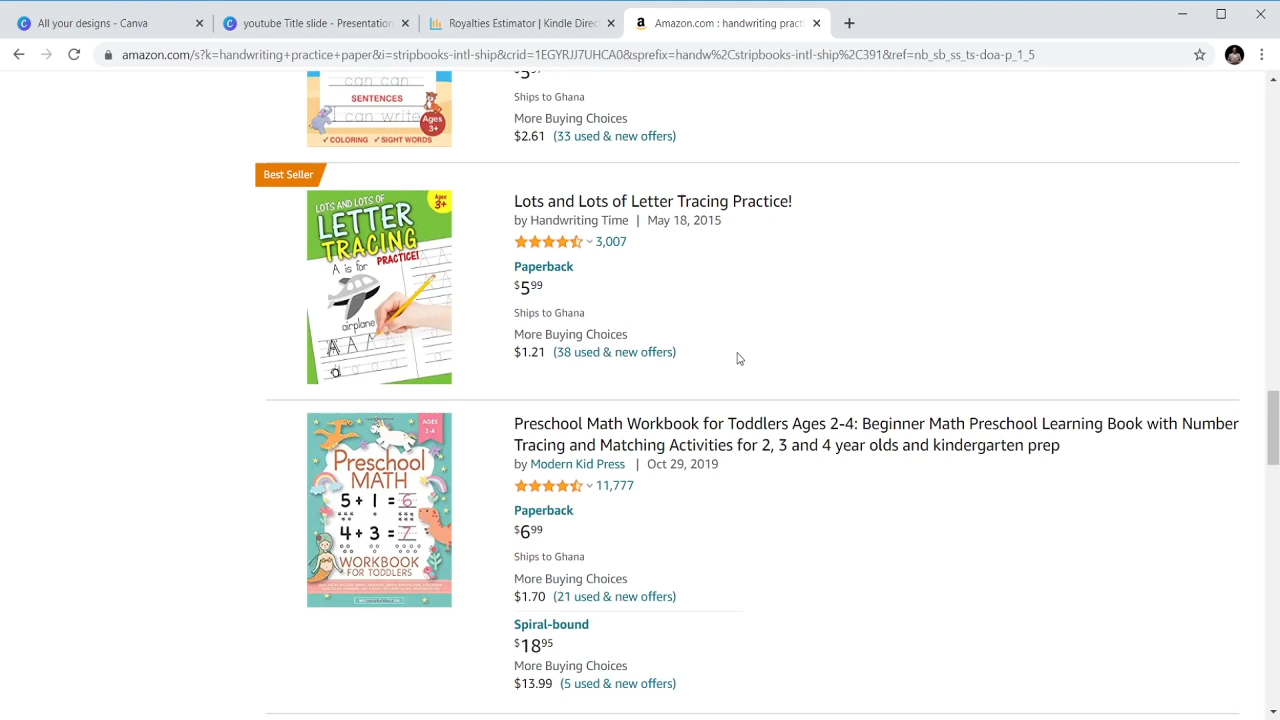 All your designs - Canva
youtube Title slide - Presentation
Royalties Estimator | Kindle Direc
Amazon.com : handwriting pract
amazon.com/s?k=handwriting+practice+paper&i=stripbooks-intl-ship&crid=1EGYRJJ7UHCA0&sprefix=handw%2Cstripbooks-intl-ship%2C391&ref=nb_sb_ss_ts-doa-p_1_5
can can
SENTENCES
I can write
Ages 3+
✓COLORING ✓SIGHT WORDS
Ships to Ghana
More Buying Choices
$2.61 (33 used & new offers)
Best Seller
LOTS AND LOTS OF
LETTER
TRACING
PRACTICE!
Ages 3+
A is for
airplane
Lots and Lots of Letter Tracing Practice!
by Handwriting Time | May 18, 2015
3,007
Paperback
$5 99
Ships to Ghana
More Buying Choices
$1.21 (38 used & new offers)
AGES
2-4
Preschool
MATH
5 + 1 = 6
4 + 3 = 7
WORKBOOK
FOR TODDLERS
Preschool Math Workbook for Toddlers Ages 2-4: Beginner Math Preschool Learning Book with Number
Tracing and Matching Activities for 2, 3 and 4 year olds and kindergarten prep
by Modern Kid Press | Oct 29, 2019
11,777
Paperback
$6 99
Ships to Ghana
More Buying Choices
$1.70 (21 used & new offers)
Spiral-bound
$18 95
More Buying Choices
$13.99 (5 used & new offers)